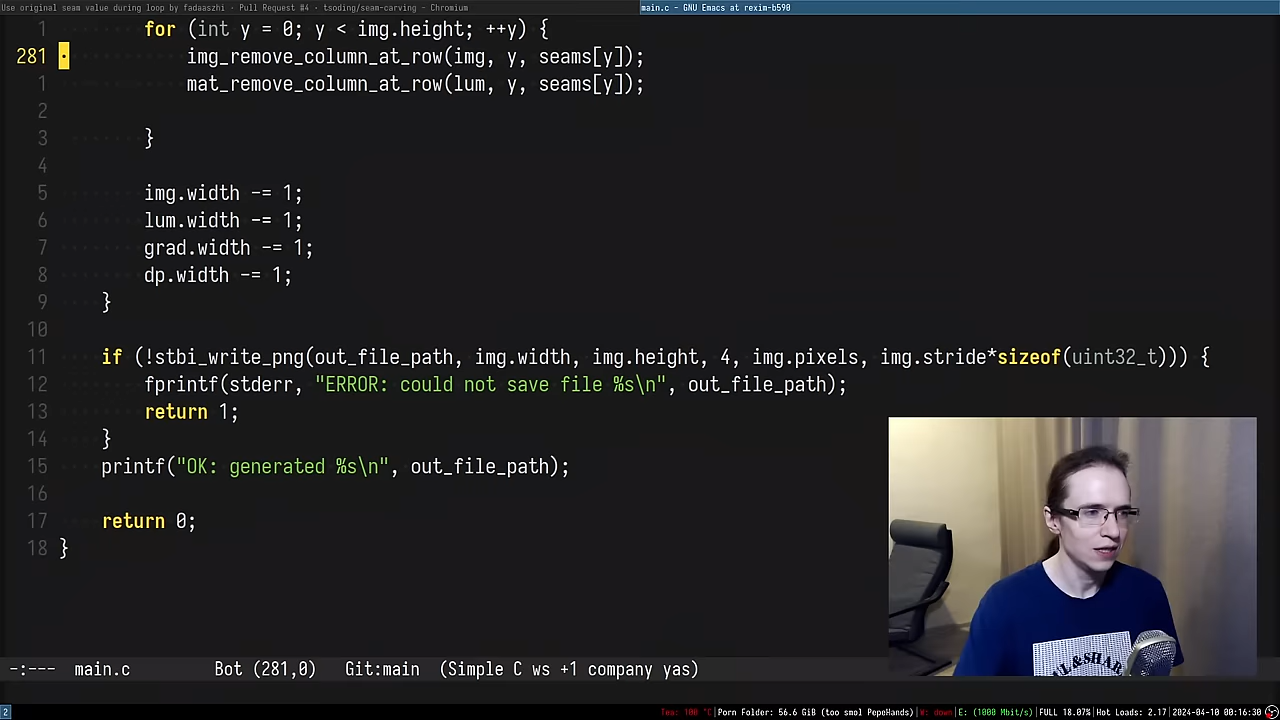 Use original seam value during loop by fadaaszhi · Pull Request #4 · tsoding/seam-carving - Chromium
main.c - GNU Emacs at rexim-b590
1 for (int y = 0; y < img.height; ++y) {
281 img_remove_column_at_row(img, y, seams[y]);
1 mat_remove_column_at_row(lum, y, seams[y]);
2
3 }
4
5 img.width -= 1;
6 lum.width -= 1;
7 grad.width -= 1;
8 dp.width -= 1;
9 }
10
11 if (!stbi_write_png(out_file_path, img.width, img.height, 4, img.pixels, img.stride*sizeof(uint32_t))) {
12 fprintf(stderr, "ERROR: could not save file %s\n", out_file_path);
13 return 1;
14 }
15 printf("OK: generated %s\n", out_file_path);
16
17 return 0;
18 }
-:--- main.c Bot (281,0) Git:main (Simple C ws +1 company yas)
2 Tea: 100 °C|Porn Folder: 56.6 GiB (too smol PepeHands)|W: down|E: (1000 Mbit/s)|FULL 18.07%|Hot Loads: 2.17|2024-04-10 00:16:30